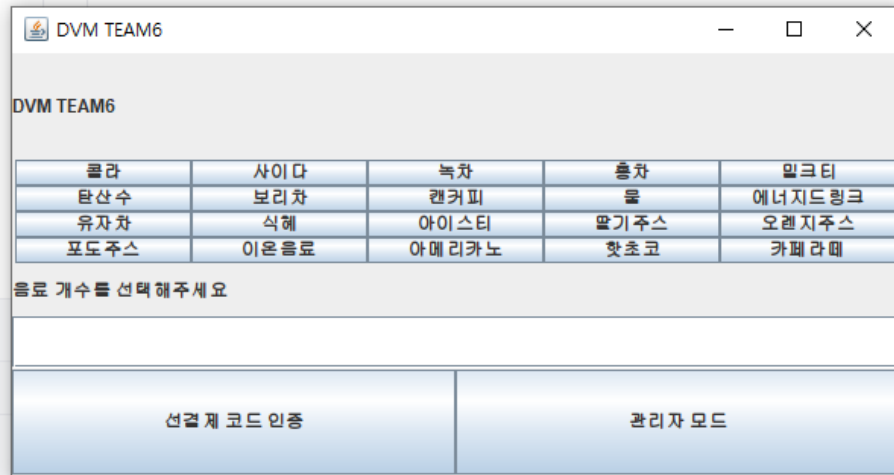 DVM TEAM6
DVM TEAM6
콜라 사이다 녹차 홍차 밀크티
탄산수 보리차 캔커피 물 에너지드링크
유자차 식혜 아이스티 딸기주스 오렌지주스
포도주스 이온음료 아메리카노 핫초코 카페라떼
음료 개수를 선택해주세요
선결제 코드 인증 관리자 모드